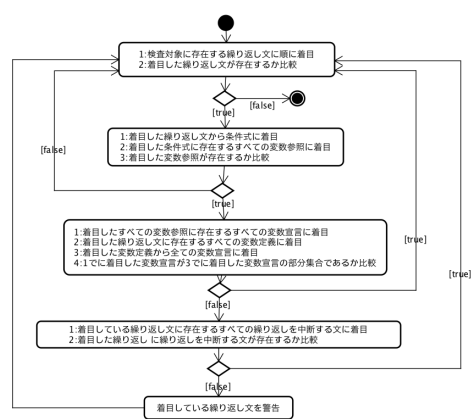 1:検査対象に存在する繰り返し文に順に着目
2:着目した繰り返し文が存在するか比較
[false]
[true]
1:着目した繰り返し文から条件式に着目
2:着目した条件式に存在するすべての変数参照に着目
3:着目した変数参照が存在するか比較
[false]
[true]
1:着目したすべての変数参照に存在するすべての変数宣言に着目
2:着目した繰り返し文に存在するすべての変数定義に着目
3:着目した変数定義から全ての変数宣言に着目
4:1でに着目した変数宣言が3でに着目した変数宣言の部分集合であるか比較
[true]
[true]
[false]
1:着目している繰り返し文に存在するすべての繰り返しを中断する文に着目
2:着目した繰り返し に繰り返しを中断する文が存在するか比較
[false]
着目している繰り返し文を警告